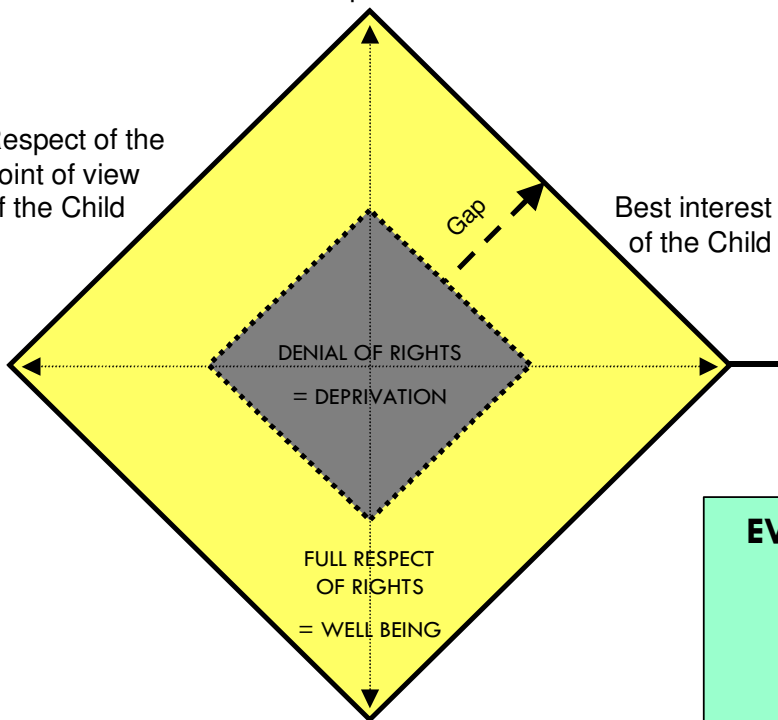 espect of the
oint of view
f the Child
Gap
Best interest
of the Child
DENIAL OF RIGHTS
= DEPRIVATION
FULL RESPECT
OF RIGHTS
= WELL BEING
EV